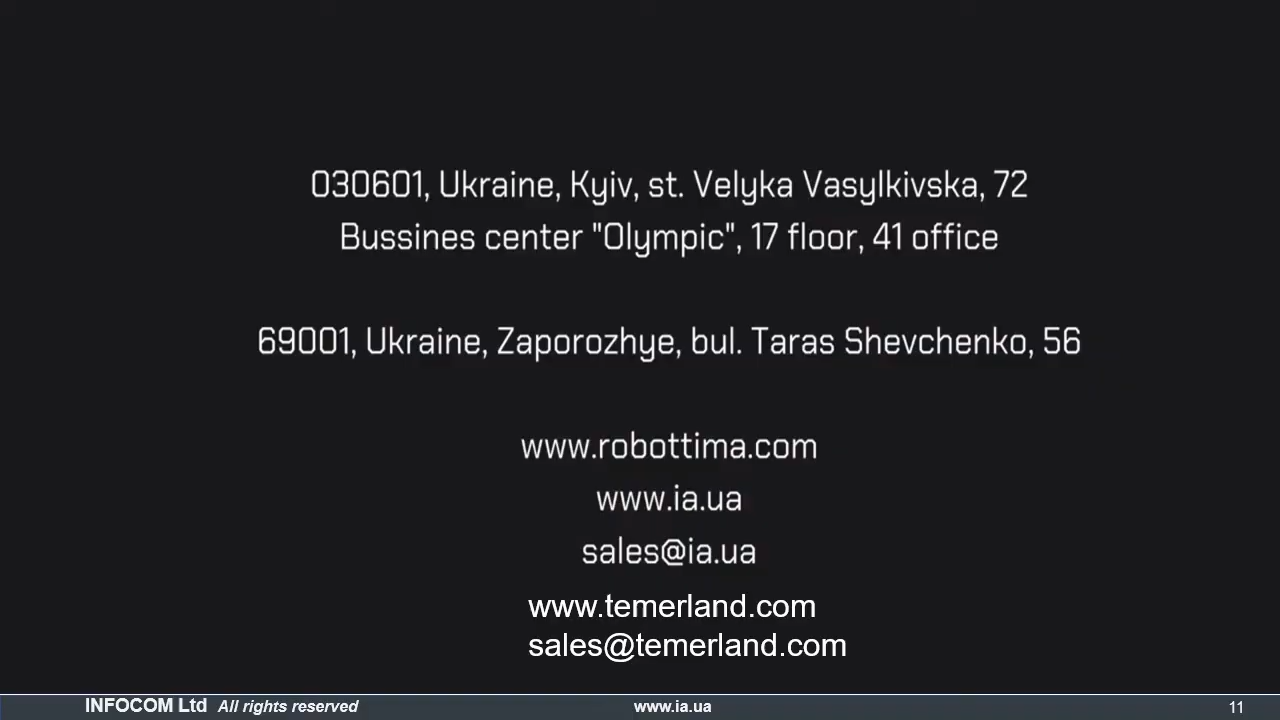 030601, Ukraine, Kyiv, st. Velyka Vasylkivska, 72
Bussines center "Olympic", 17 floor, 41 office
69001, Ukraine, Zaporozhye, bul. Taras Shevchenko, 56
www.robottima.com
www.ia.ua
sales@ia.ua
www.temerland.com
sales@temerland.com
INFOCOM Ltd All rights reserved www.ia.ua 11